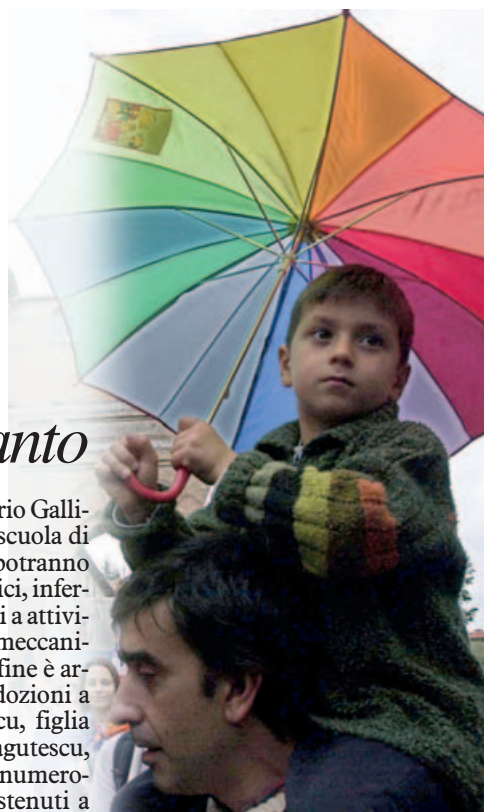 anto
rio Galli-
scuola di
potranno
ici, infer-
i a attivi-
meccani-
fine è ar-
dozioni a
cu, figlia
agutescu,
numero-
stenuti a